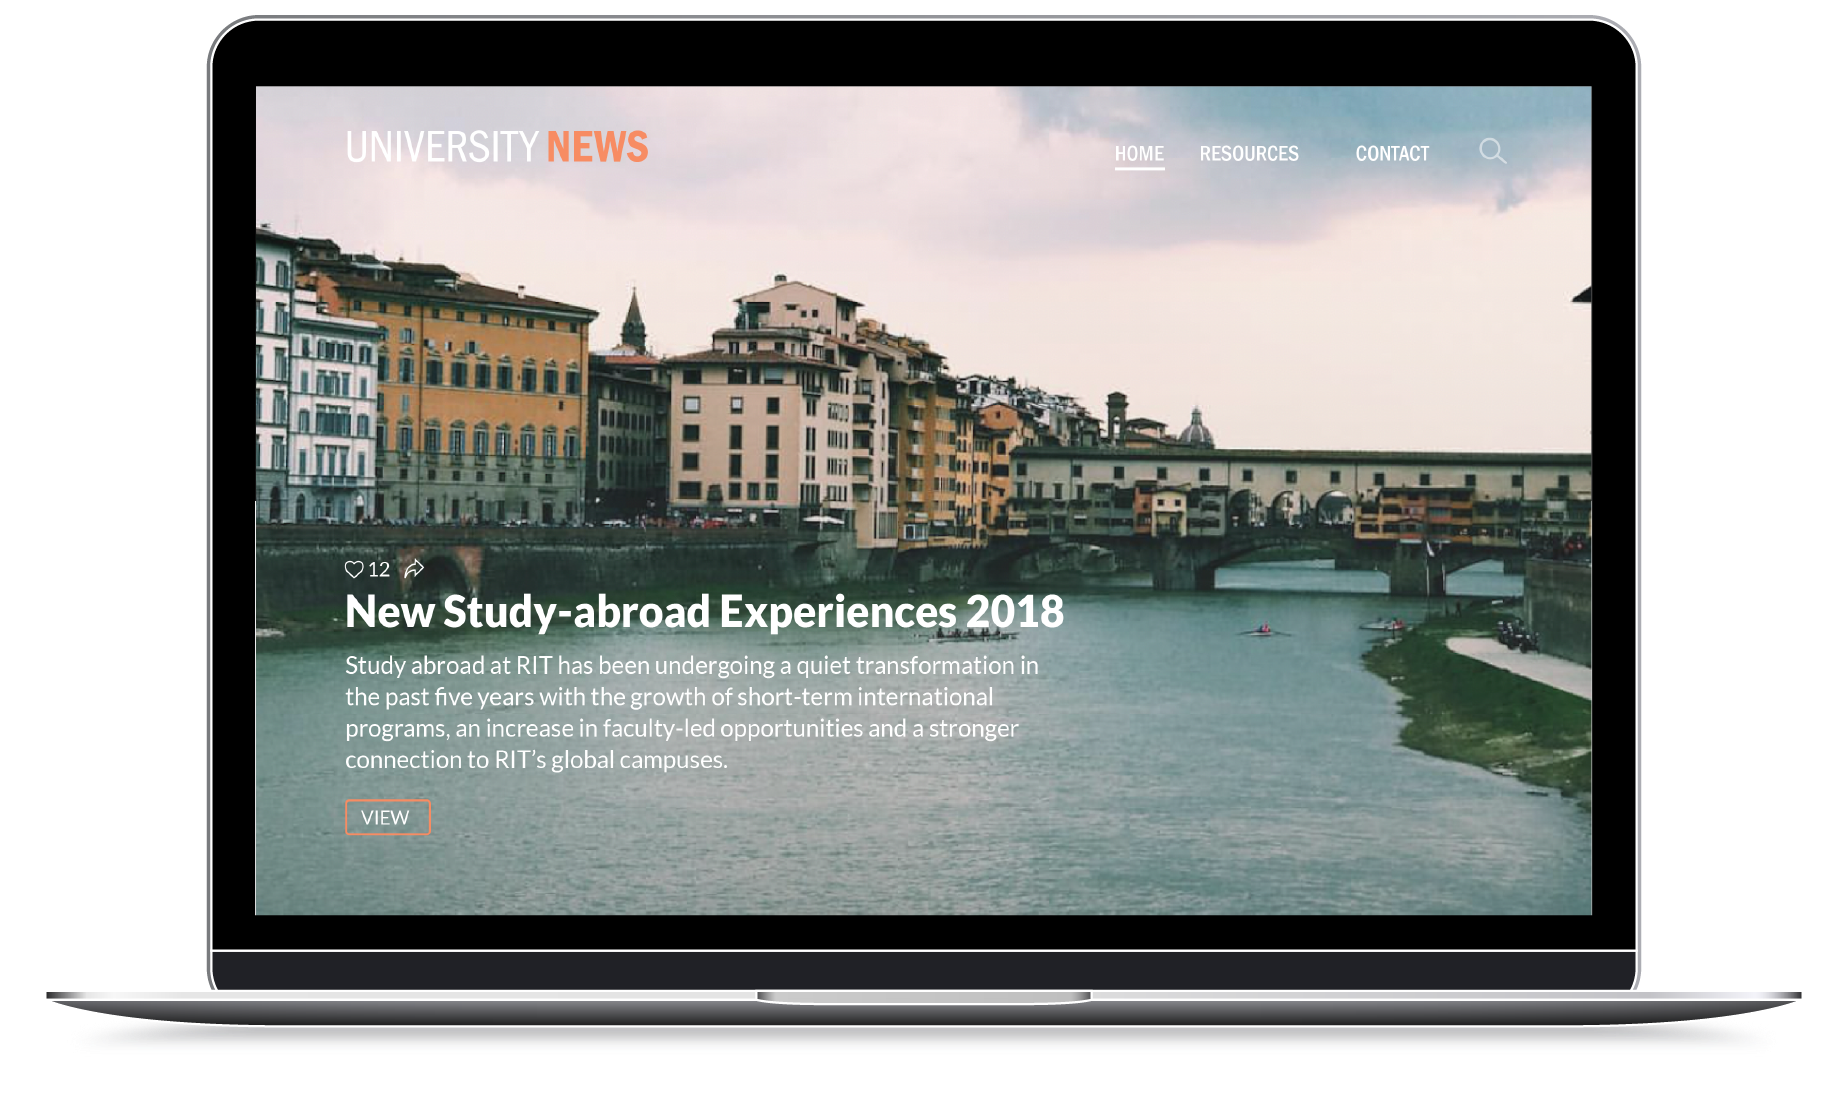 UNIVERSITY NEWS
HOME RESOURCES CONTACT
12
New Study-abroad Experiences 2018
Study abroad at RIT has been undergoing a quiet transformation in
the past five years with the growth of short-term international
programs, an increase in faculty-led opportunities and a stronger
connection to RIT’s global campuses.
VIEW